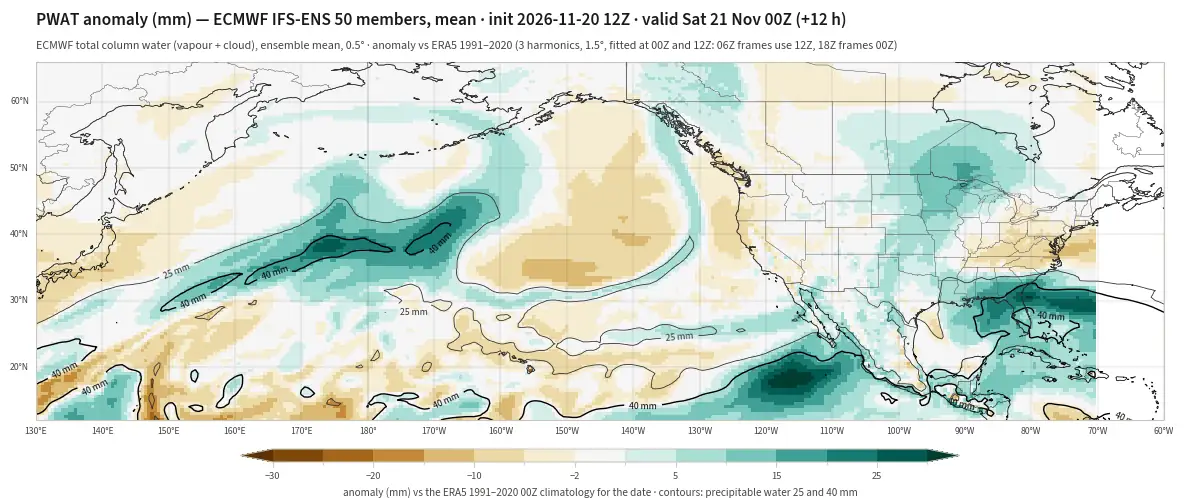 PWAT anomaly (mm) — ECMWF IFS-ENS 50 members, mean · init 2026-11-20 12Z · valid Sat 21 Nov 00Z (+12 h)
ECMWF total column water (vapour + cloud), ensemble mean, 0.5° · anomaly vs ERA5 1991–2020 (3 harmonics, 1.5°, fitted at 00Z and 12Z: 06Z frames use 12Z, 18Z frames 00Z)
60°N
50°N
40°N
40 mm
25 mm
40 mm
40 mm
30°N
25 mm
40 mm
25 mm
20°N
40 mm
40 mm
40 mm
40 mm
40 mm
40
130°E 140°E 150°E 160°E 170°E 180° 170°W 160°W 150°W 140°W 130°W 120°W 110°W 100°W 90°W 80°W 70°W 60°W
−30 −20 −10 −2 5 15 25
anomaly (mm) vs the ERA5 1991–2020 00Z climatology for the date · contours: precipitable water 25 and 40 mm